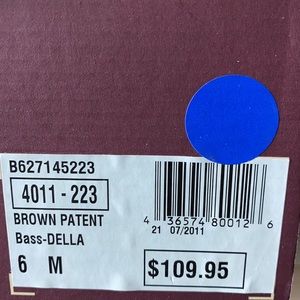 B627145223
4011-223
BROWN PATENT
Bass-DELLA
6 M
4 36574 80012 6
21 07/2011
$109.95